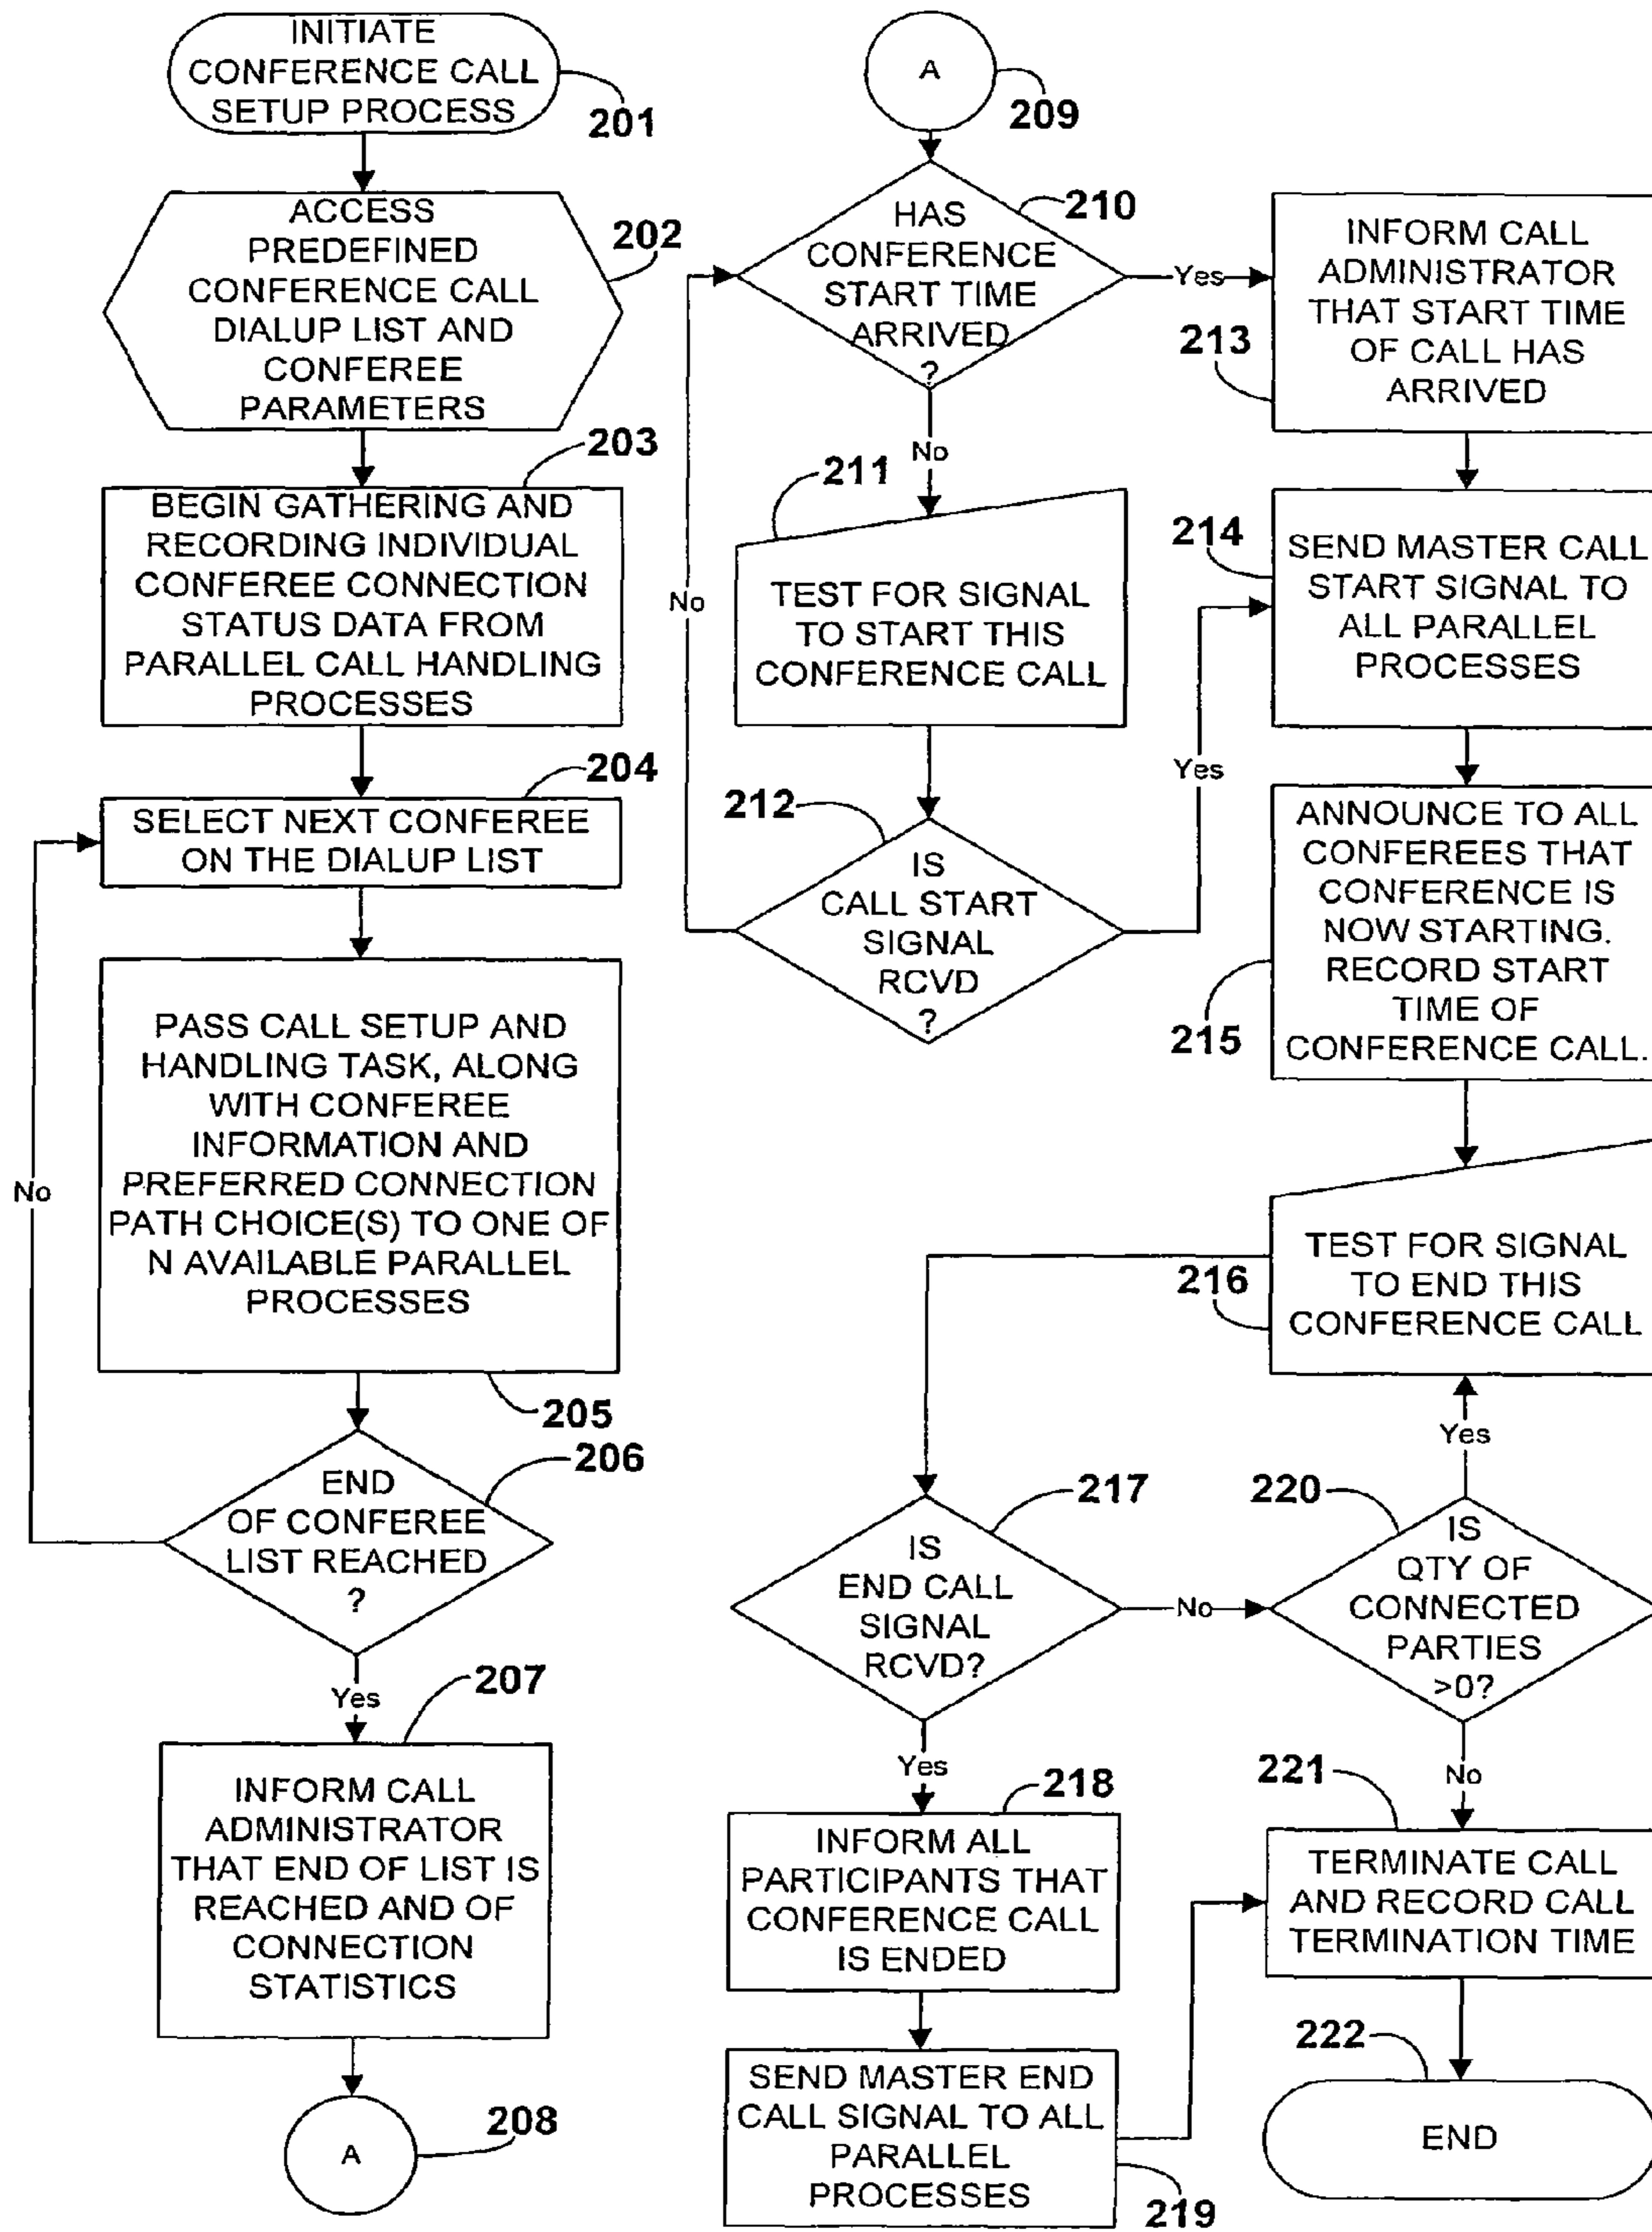 INITIATE
CONFERENCE CALL
SETUP PROCESS
201
ACCESS
PREDEFINED
CONFERENCE CALL
DIALUP LIST AND
CONFEREE
PARAMETERS
202
203
BEGIN GATHERING AND
RECORDING INDIVIDUAL
CONFEREE CONNECTION
STATUS DATA FROM
PARALLEL CALL HANDLING
PROCESSES
204
SELECT NEXT CONFEREE
ON THE DIALUP LIST
PASS CALL SETUP AND
HANDLING TASK, ALONG
WITH CONFEREE
INFORMATION AND
PREFERRED CONNECTION
PATH CHOICE(S) TO ONE OF
N AVAILABLE PARALLEL
PROCESSES
205
No
206
END
OF CONFEREE
LIST REACHED
?
Yes
207
INFORM CALL
ADMINISTRATOR
THAT END OF LIST IS
REACHED AND OF
CONNECTION
STATISTICS
A
208
A
209
210
HAS
CONFERENCE
START TIME
ARRIVED
?
Yes
No
211
TEST FOR SIGNAL
TO START THIS
CONFERENCE CALL
No
212
IS
CALL START
SIGNAL
RCVD
?
Yes
INFORM CALL
ADMINISTRATOR
THAT START TIME
OF CALL HAS
ARRIVED
213
214
SEND MASTER CALL
START SIGNAL TO
ALL PARALLEL
PROCESSES
ANNOUNCE TO ALL
CONFEREES THAT
CONFERENCE IS
NOW STARTING.
RECORD START
TIME OF
CONFERENCE CALL.
215
TEST FOR SIGNAL
TO END THIS
CONFERENCE CALL
216
217
IS
END CALL
SIGNAL
RCVD?
No
Yes
220
IS
QTY OF
CONNECTED
PARTIES
>0?
Yes
No
218
INFORM ALL
PARTICIPANTS THAT
CONFERENCE CALL
IS ENDED
SEND MASTER END
CALL SIGNAL TO ALL
PARALLEL
PROCESSES
219
221
TERMINATE CALL
AND RECORD CALL
TERMINATION TIME
222
END